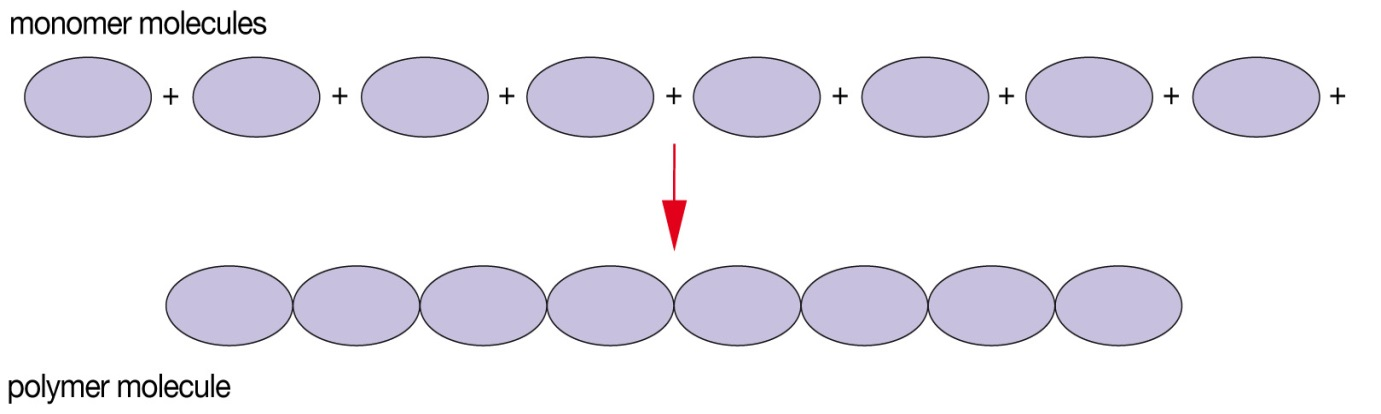 monomer molecules
+ + + + + + + +
polymer molecule